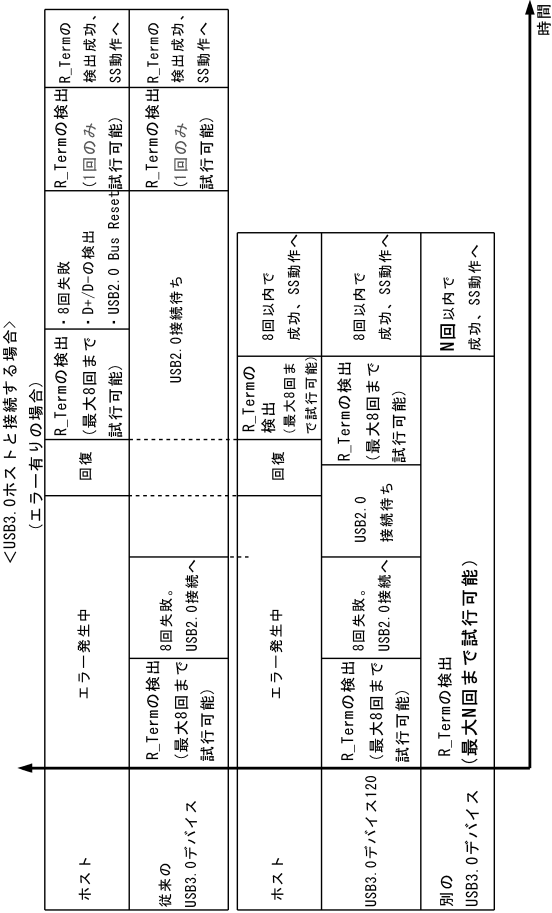 <USB3.0ホストと接続する場合>
(エラー有りの場合)
ホスト
エラー発生中
回復
R_Termの検出
(最大8回まで
試行可能)
・8回失敗
・D+/D-の検出
・USB2.0 Bus Reset
R_Termの検出
(1回のみ
試行可能)
R_Termの
検出成功、
SS動作へ
従来の
USB3.0デバイス
R_Termの検出
(最大8回まで
試行可能)
8回失敗。
USB2.0接続へ
USB2.0接続待ち
R_Termの検出
(1回のみ
試行可能)
R_Termの
検出成功、
SS動作へ
ホスト
エラー発生中
回復
R_Termの
検出
(最大8回ま
で試行可能)
8回以内で
成功、SS動作へ
USB3.0デバイス120
R_Termの検出
(最大8回まで
試行可能)
8回失敗。
USB2.0接続へ
USB2.0
接続待ち
R_Termの検出
(最大8回まで
試行可能)
8回以内で
成功、SS動作へ
別の
USB3.0デバイス
R_Termの検出
(最大N回まで試行可能)
N回以内で
成功、SS動作へ
時間